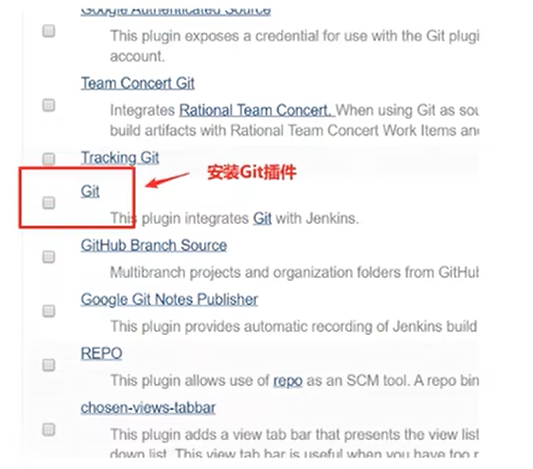 Google Authenticated Source
This plugin exposes a credential for use with the Git plugi
account.
Team Concert Git
Integrates Rational Team Concert. When using Git as sou
build artifacts with Rational Team Concert Work Items and
Tracking Git
Git
安装Git插件
This plugin integrates Git with Jenkins.
GitHub Branch Source
Multibranch projects and organization folders from GitHub
Google Git Notes Publisher
This plugin provides automatic recording of Jenkins build
REPO
This plugin allows use of repo as an SCM tool. A repo bin
chosen-views-tabbar
This plugin adds a view tab bar that presents the view list
down list. This view tab bar is useful when you have too